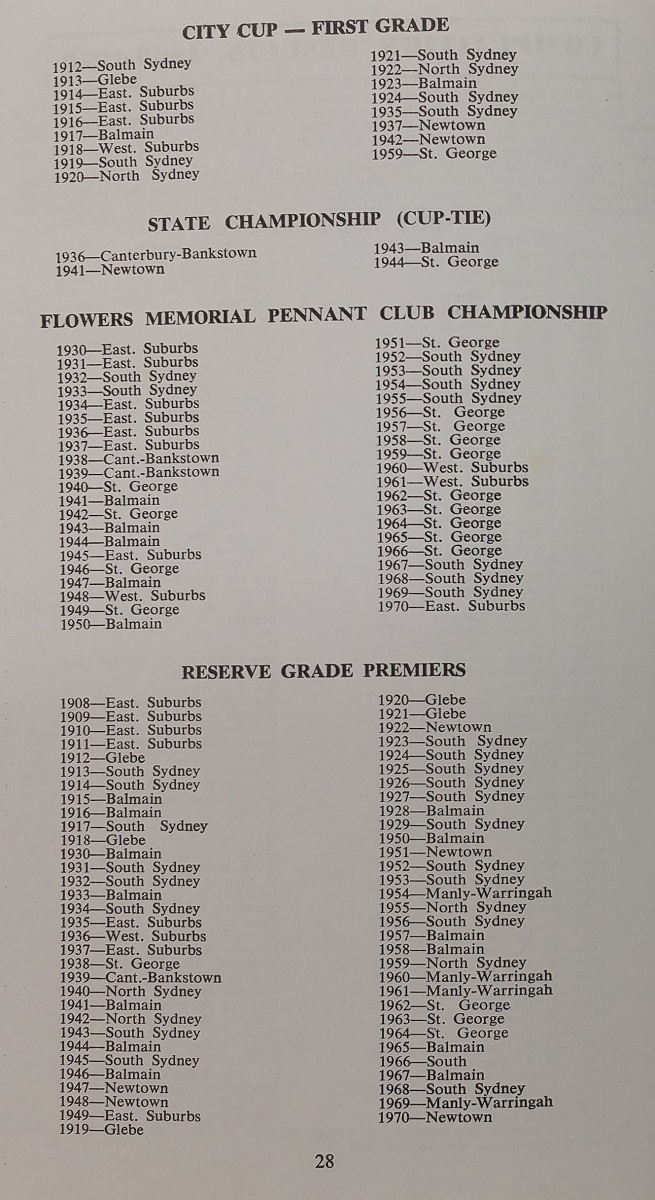 CITY CUP — FIRST GRADE
1912—South Sydney
1913—Glebe
1914—East. Suburbs
1915—East. Suburbs
1916—East. Suburbs
1917—Balmain
1918—West. Suburbs
1919—South Sydney
1920—North Sydney
1921—South Sydney
1922—North Sydney
1923—Balmain
1924—South Sydney
1935—South Sydney
1937—Newtown
1942—Newtown
1959—St. George
STATE CHAMPIONSHIP (CUP-TIE)
1936—Canterbury-Bankstown
1941—Newtown
1943—Balmain
1944—St. George
FLOWERS MEMORIAL PENNANT CLUB CHAMPIONSHIP
1930—East. Suburbs
1931—East. Suburbs
1932—South Sydney
1933—South Sydney
1934—East. Suburbs
1935—East. Suburbs
1936—East. Suburbs
1937—East. Suburbs
1938—Cant.-Bankstown
1939—Cant.-Bankstown
1940—St. George
1941—Balmain
1942—St. George
1943—Balmain
1944—Balmain
1945—East. Suburbs
1946—St. George
1947—Balmain
1948—West. Suburbs
1949—St. George
1950—Balmain
1951—St. George
1952—South Sydney
1953—South Sydney
1954—South Sydney
1955—South Sydney
1956—St. George
1957—St. George
1958—St. George
1959—St. George
1960—West. Suburbs
1961—West. Suburbs
1962—St. George
1963—St. George
1964—St. George
1965—St. George
1966—St. George
1967—South Sydney
1968—South Sydney
1969—South Sydney
1970—East. Suburbs
RESERVE GRADE PREMIERS
1908—East. Suburbs
1909—East. Suburbs
1910—East. Suburbs
1911—East. Suburbs
1912—Glebe
1913—South Sydney
1914—South Sydney
1915—Balmain
1916—Balmain
1917—South Sydney
1918—Glebe
1930—Balmain
1931—South Sydney
1932—South Sydney
1933—Balmain
1934—South Sydney
1935—East. Suburbs
1936—West. Suburbs
1937—East. Suburbs
1938—St. George
1939—Cant.-Bankstown
1940—North Sydney
1941—Balmain
1942—North Sydney
1943—South Sydney
1944—Balmain
1945—South Sydney
1946—Balmain
1947—Newtown
1948—Newtown
1949—East. Suburbs
1919—Glebe
1920—Glebe
1921—Glebe
1922—Newtown
1923—South Sydney
1924—South Sydney
1925—South Sydney
1926—South Sydney
1927—South Sydney
1928—Balmain
1929—South Sydney
1950—Balmain
1951—Newtown
1952—South Sydney
1953—South Sydney
1954—Manly-Warringah
1955—North Sydney
1956—South Sydney
1957—Balmain
1958—Balmain
1959—North Sydney
1960—Manly-Warringah
1961—Manly-Warringah
1962—St. George
1963—St. George
1964—St. George
1965—Balmain
1966—South
1967—Balmain
1968—South Sydney
1969—Manly-Warringah
1970—Newtown
28